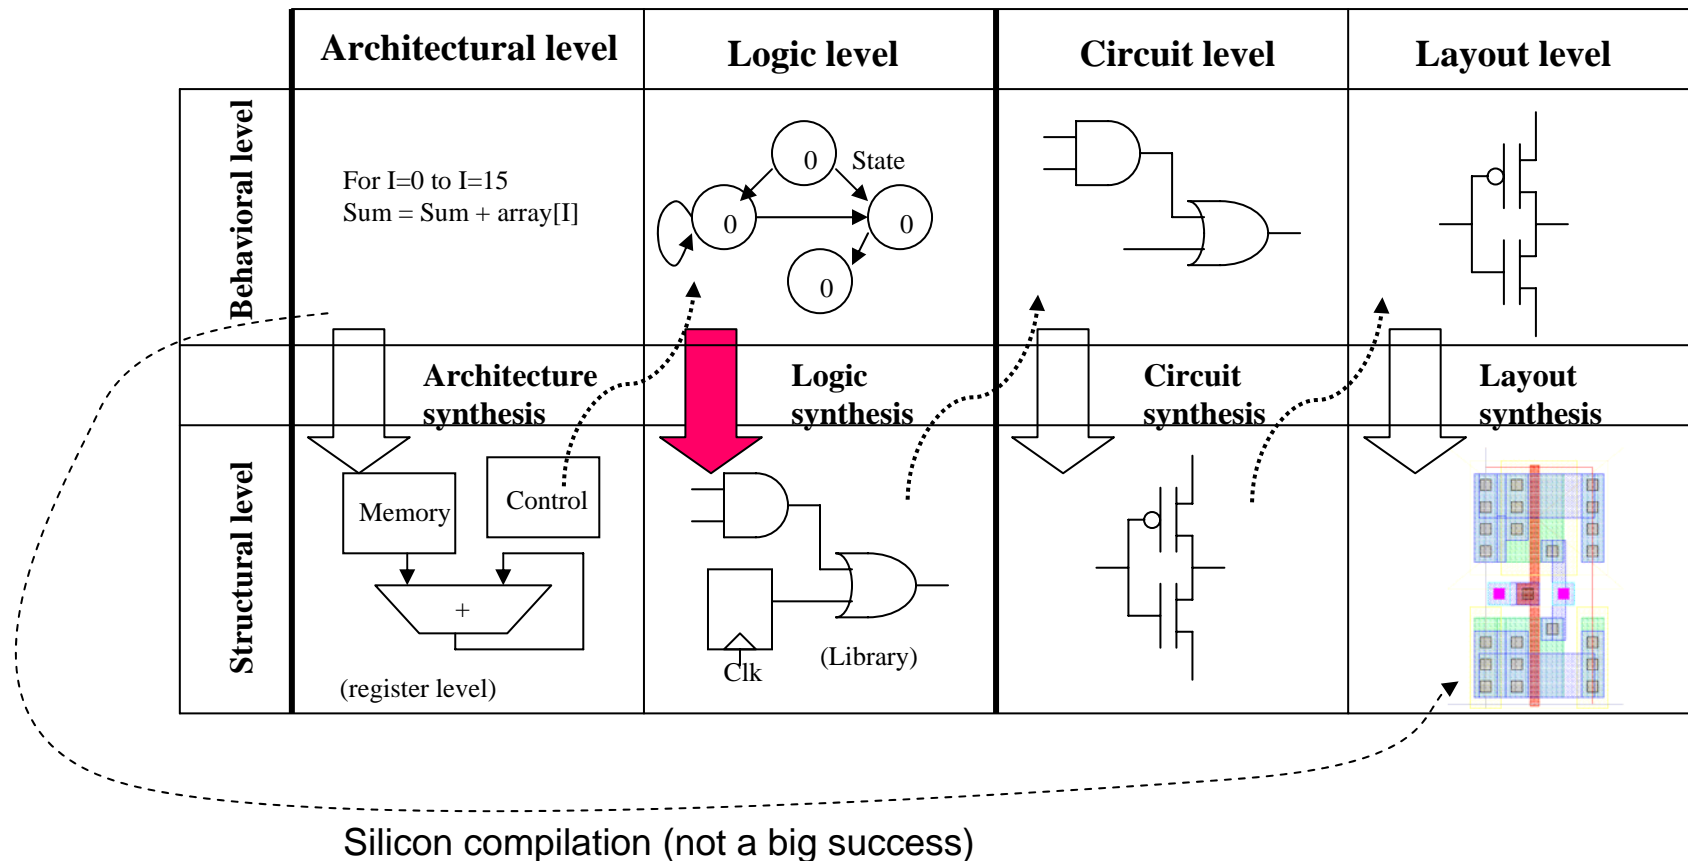 Architectural level
Logic level
Circuit level
Layout level
Behavioral level
For I=0 to I=15
Sum = Sum + array[I]
0
State
0
0
0
Architecture
synthesis
Logic
synthesis
Circuit
synthesis
Layout
synthesis
Structural level
Memory
Control
+
(register level)
Clk
(Library)
Silicon compilation (not a big success)